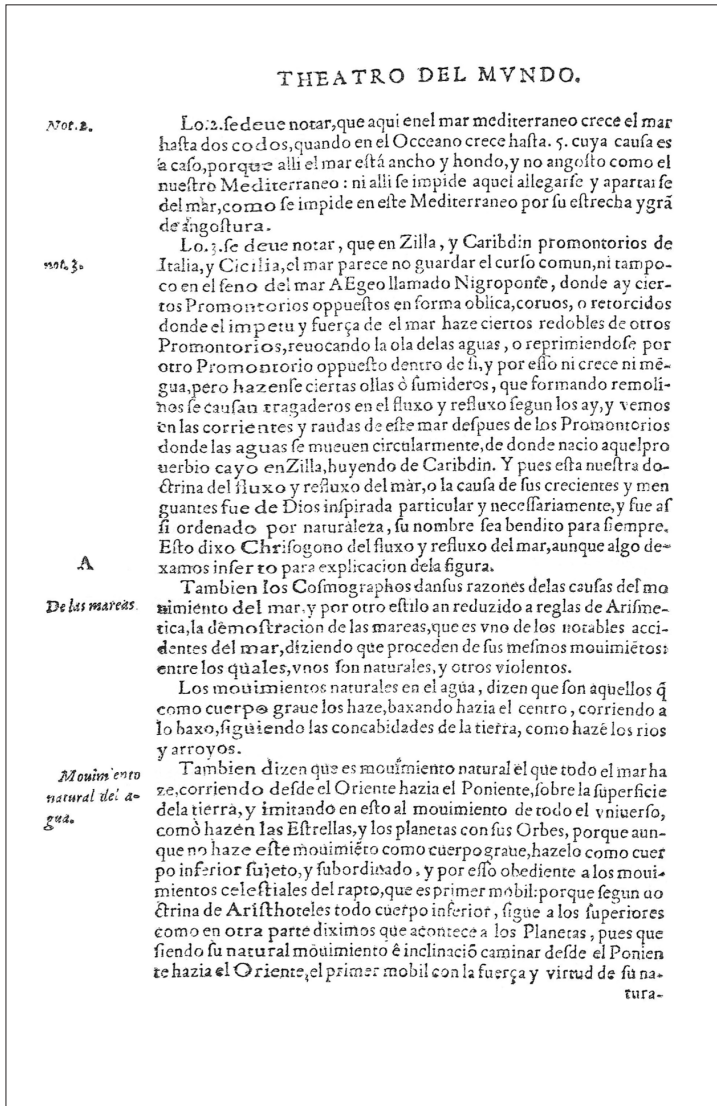 THEATRO DEL MVNDO.
Not. 2.
Lo.2.ſe deue notar,que aqui enel mar mediterraneo crece el mar
haſta dos codos,quando en el Occeano crece haſta. 5. cuya cauſa es
a caſo,porque alli el mar eſtá ancho y hondo,y no angoſto como el
nueſtro Mediterraneo : ni alli ſe impide aquel allegarſe y apartarſe
del màr,como ſe impide en eſte Mediterraneo por ſu eſtrecha ygrã
de angoſtura.
not. 3.
Lo.3.ſe deue notar , que en Zilla, y Caribdin promontorios de
Italia,y Cicilia,el mar parece no guardar el curſo comun,ni tampo-
co en el ſeno del mar AEgeo llamado Nigroponte, donde ay cier-
tos Promontorios oppueſtos en forma oblica,coruos, o retorcidos
donde el impetu y fuerça de el mar haze ciertos redobles de otros
Promontorios,reuocando la ola delas aguas , o reprimiendoſe por
otro Promontorio oppueſto dentro de ſi,y por eſſo ni crece ni mẽ-
gua,pero hazenſe ciertas ollas ò ſumideros, que formando remoli-
nos ſe cauſan tragaderos en el fluxo y refluxo ſegun los ay,y vemos
en las corrientes y raudas de eſte mar deſpues de los Promontorios
donde las aguas ſe mueuen circularmente,de donde nacio aquelpro
uerbio cayo enZilla,huyendo de Caribdin. Y pues eſta nueſtra do-
ctrina del fluxo y refluxo del màr,o la cauſa de ſus crecientes y men
guantes fue de Dios inſpirada particular y neceſſariamente,y fue aſ
ſi ordenado por naturàleza, ſu nombre ſea bendito para ſiempre.
Eſto dixo Chriſogono del fluxo y refluxo del mar,aunque algo de-
xamos inſerto para explicacion dela figura.
A
De las mareas.
Tambien los Coſmographos danſus razones delas cauſas del mo
uimiento del mar, y por otro eſtilo an reduzido a reglas de Ariſme-
tica,la dèmoſtracion de las mareas,que es vno de los notables acci-
dentes del mar,diziendo que proceden de ſus meſmos mouimiẽtos:
entre los quàles,vnos ſon naturales,y otros violentos.
Los mouimientos naturales en el agua, dizen que ſon aquellos q̃
como cuerpo graue los haze,baxando hazia el centro, corriendo a
lo baxo,ſiguiendo las concabidades de la tierra, como hazẽ los rios
y arroyos.
Mouimiento
natural del a-
gua.
Tambien dizen que es mouimiento natural el que todo el mar ha
ze,corriendo deſde el Oriente hazia el Poniente,ſobre la ſuperficie
dela tierra,y imitando en eſto al mouimiento de todo el vniuerſo,
comò hazèn las Eſtrellas,y los planetas con ſus Orbes, porque aun-
que no haze eſte mouimiẽto como cuerpo graue,hazelo como cuer
po inferior ſujeto,y ſubordinado , y por eſſo obediente a los moui-
mientos celeſtiales del rapto,que es primer mobil:porque ſegun do
ctrina de Ariſthoteles todo cuerpo inferior , ſigue a los ſuperiores
como en otra parte diximos que acontece a los Planetas , pues que
ſiendo ſu natural mouimiento ê inclinaciõ caminar deſde el Ponien
te hazia el Oriente,el primer mobil con la fuerça y virtud de ſu na-
tura-